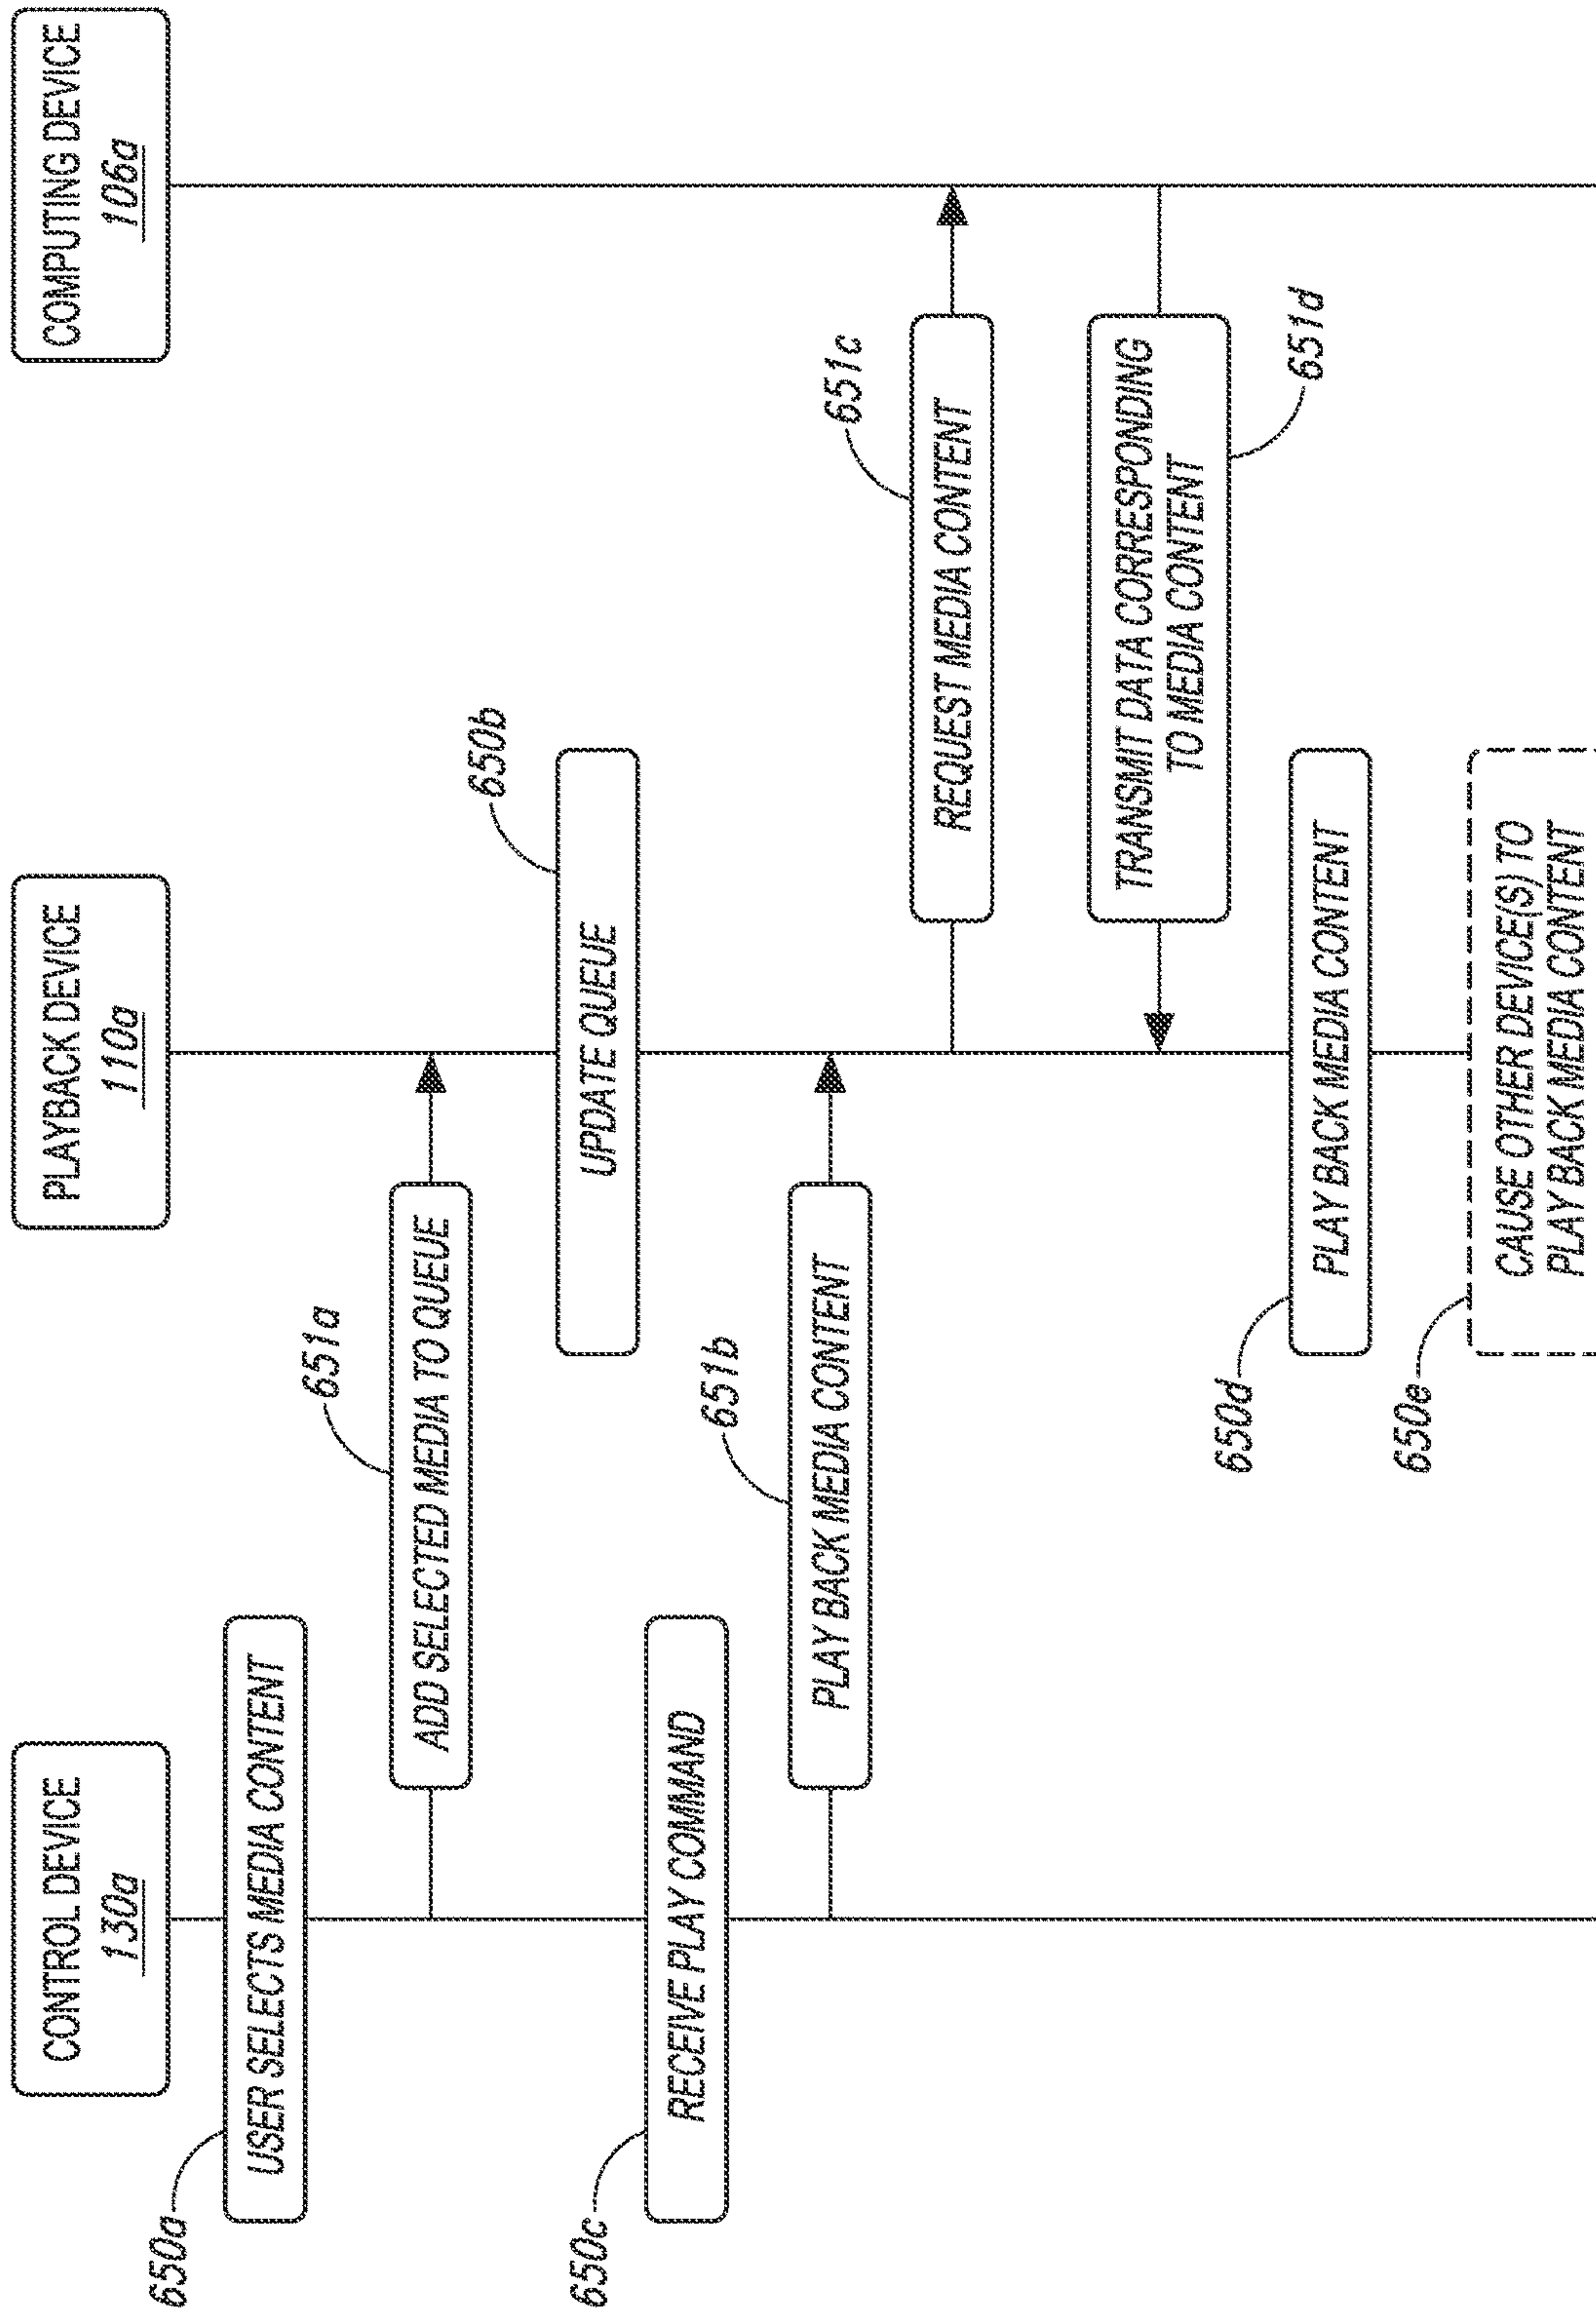 CONTROL DEVICE
130a
PLAYBACK DEVICE
110a
COMPUTING DEVICE
106a
650a
USER SELECTS MEDIA CONTENT
651a
ADD SELECTED MEDIA TO QUEUE
650b
UPDATE QUEUE
650c
RECEIVE PLAY COMMAND
651b
PLAY BACK MEDIA CONTENT
651c
REQUEST MEDIA CONTENT
TRANSMIT DATA CORRESPONDING
TO MEDIA CONTENT
651d
650d
PLAY BACK MEDIA CONTENT
650e
CAUSE OTHER DEVICE(S) TO
PLAY BACK MEDIA CONTENT